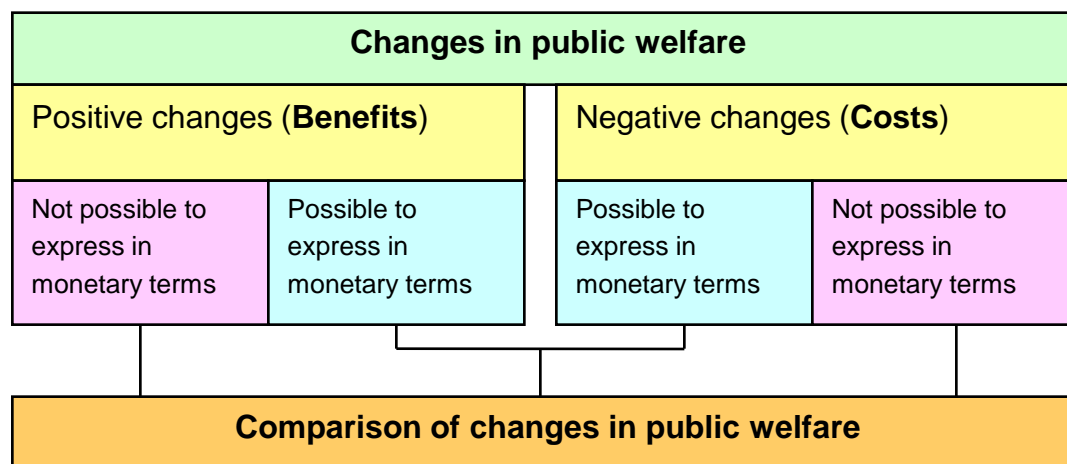 Changes in public welfare
Positive changes (Benefits)
Negative changes (Costs)
Not possible to
express in
monetary terms
Possible to
express in
monetary terms
Possible to
express in
monetary terms
Not possible to
express in
monetary terms
Comparison of changes in public welfare